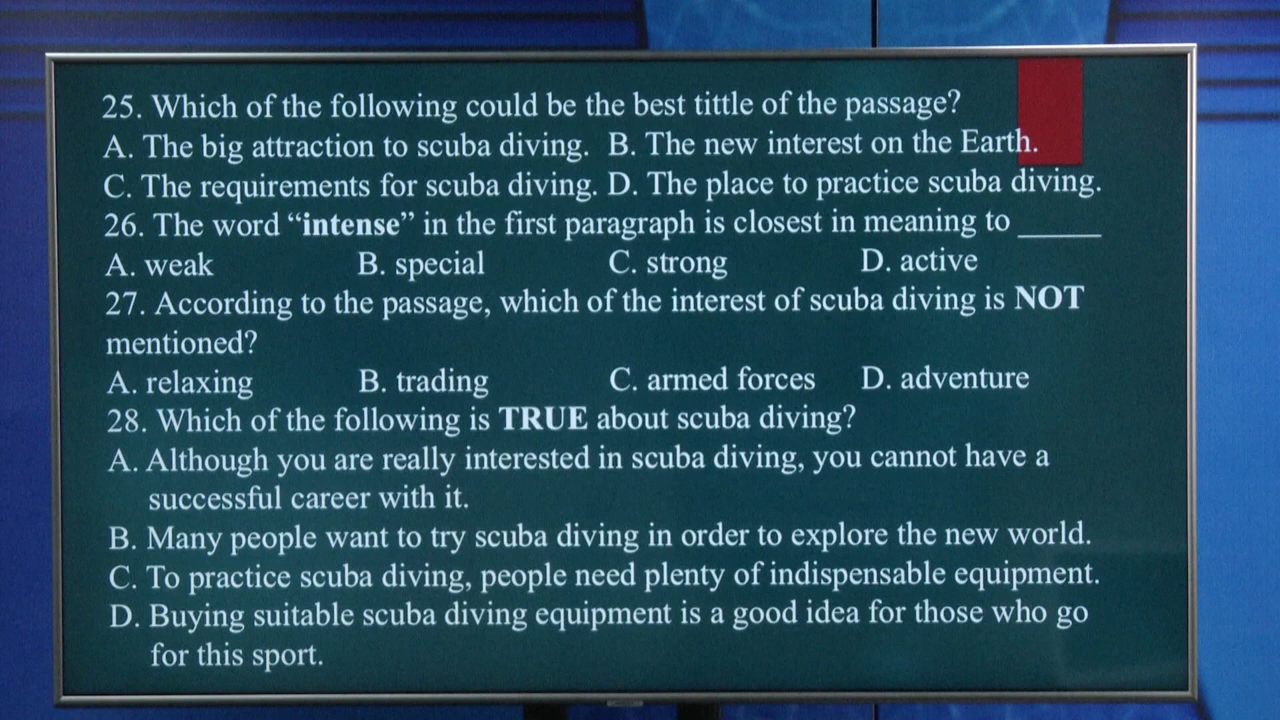 25. Which of the following could be the best tittle of the passage?
A. The big attraction to scuba diving. B. The new interest on the Earth.
C. The requirements for scuba diving. D. The place to practice scuba diving.
26. The word “intense” in the first paragraph is closest in meaning to _____
A. weak B. special C. strong D. active
27. According to the passage, which of the interest of scuba diving is NOT
mentioned?
A. relaxing B. trading C. armed forces D. adventure
28. Which of the following is TRUE about scuba diving?
A. Although you are really interested in scuba diving, you cannot have a
successful career with it.
B. Many people want to try scuba diving in order to explore the new world.
C. To practice scuba diving, people need plenty of indispensable equipment.
D. Buying suitable scuba diving equipment is a good idea for those who go
for this sport.